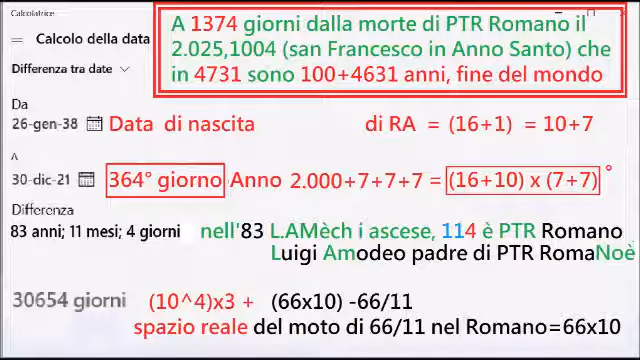 Calcolatrice
A 1374 giorni dalla morte di PTR Romano il
Calcolo della data
2.025,1004 (san Francesco in Anno Santo) che
Differenza tra date
in 4731 sono 100+4631 anni, fine del mondo
Da
26-gen-38 Data di nascita di RA = (16+1) = 10+7
A
30-dic-21 364° giorno Anno 2.000+7+7+7 = (16+10) x (7+7)°
Differenza
83 anni; 11 mesi; 4 giorni nell'83 L.AMèch i ascese, 114 è PTR Romano
Luigi Amodeo padre di PTR RomaNoè
30654 giorni (10^4)x3 + (66x10) -66/11
spazio reale del moto di 66/11 nel Romano=66x10